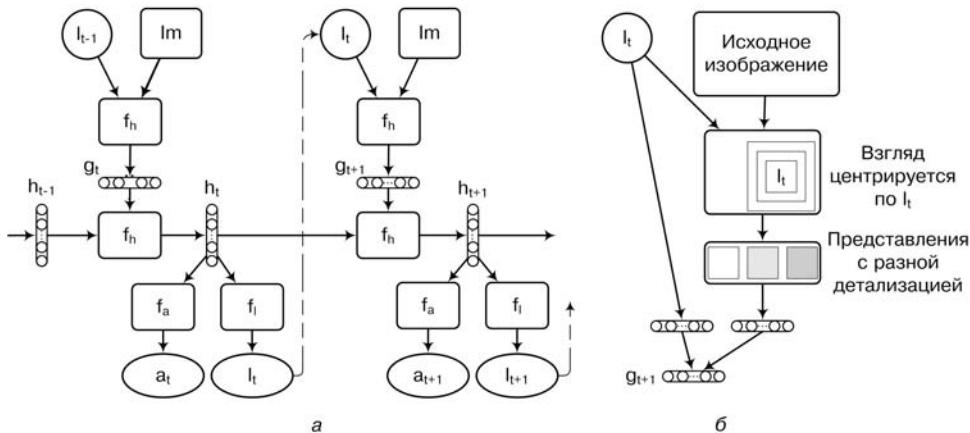 l_{t-1}
Im
f_h
g_t
h_{t-1}
f_h
h_t
f_a
f_l
a_t
l_t
l_t
Im
f_h
g_{t+1}
f_h
h_{t+1}
f_a
f_l
a_{t+1}
l_{t+1}
а
l_t
Исходное
изображение
l_t
Взгляд
центрируется
по l_t
Представления
с разной
детализацией
g_{t+1}
б